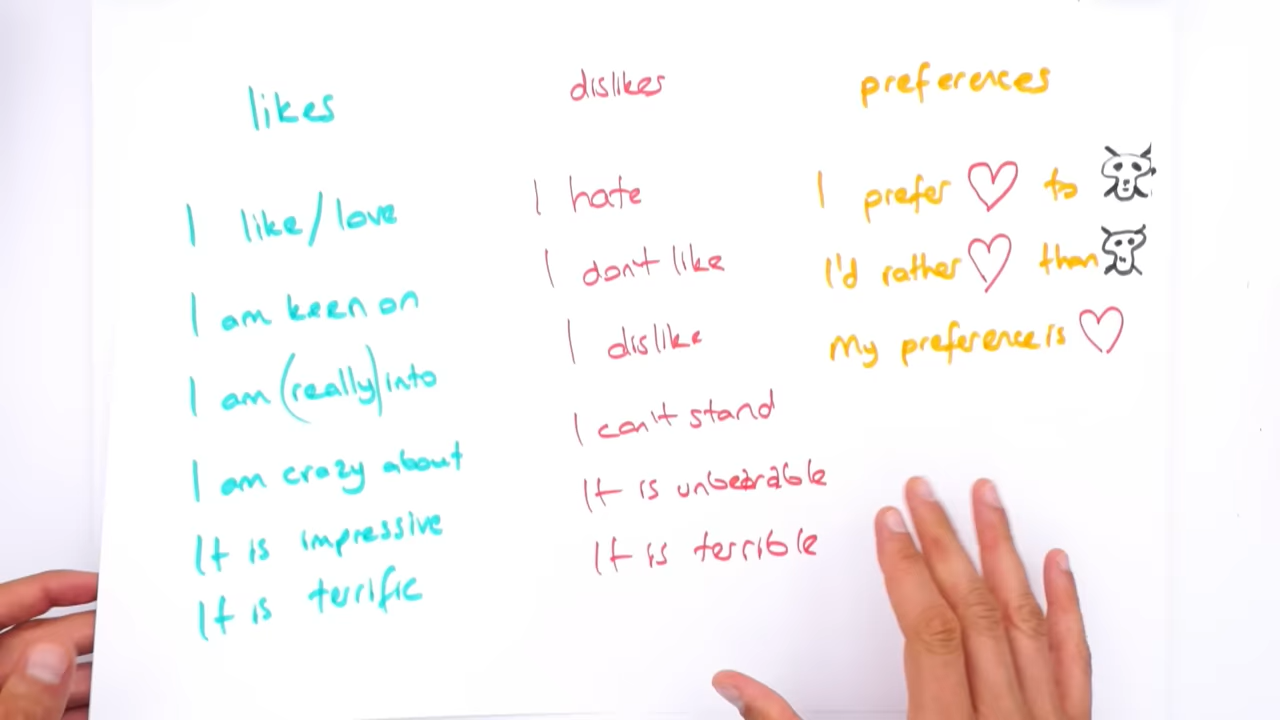 likes
I like/love
I am keen on
I am (really) into
I am crazy about
It is impressive
It is terrific
dislikes
I hate
I don't like
I dislike
I can't stand
It is unbearable
It is terrible
preferences
I prefer to
I'd rather than
My preference is